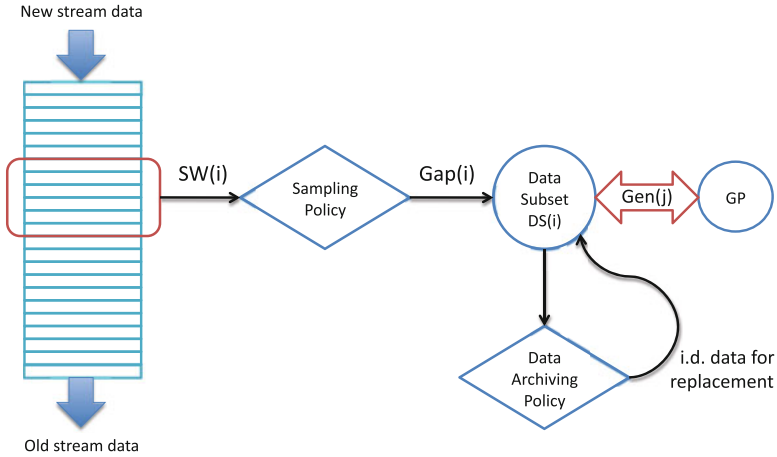 New stream data
SW(i)
Sampling
Policy
Gap(i)
Data
Subset
DS(i)
Gen(j)
GP
Data
Archiving
Policy
i.d. data for
replacement
Old stream data